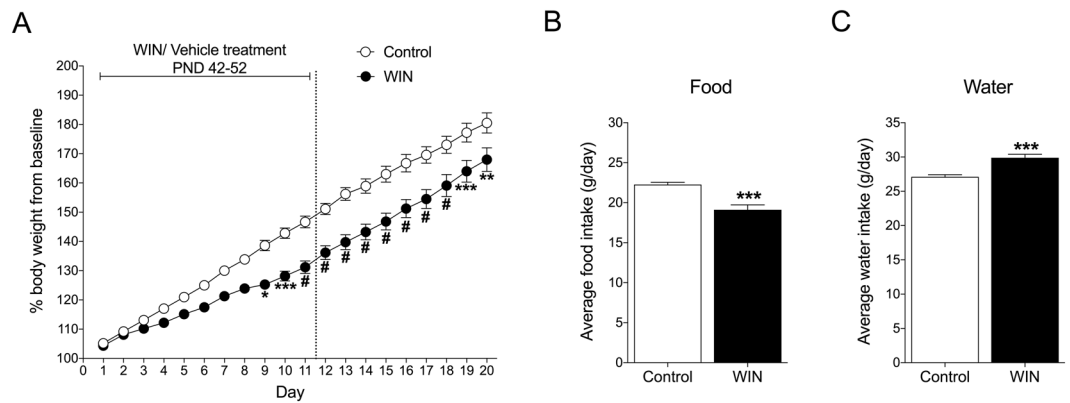 A
WIN/ Vehicle treatment
PND 42-52
Control
WIN
% body weight from baseline
200
190
180
170
160
150
140
130
120
110
100
* *** # # # # # # # # *** **
0 1 2 3 4 5 6 7 8 9 10 11 12 13 14 15 16 17 18 19 20
Day
B
Food
Average food intake (g/day)
30
25
20
15
10
5
0
***
Control WIN
C
Water
Average water intake (g/day)
35
30
25
20
15
10
5
0
***
Control WIN